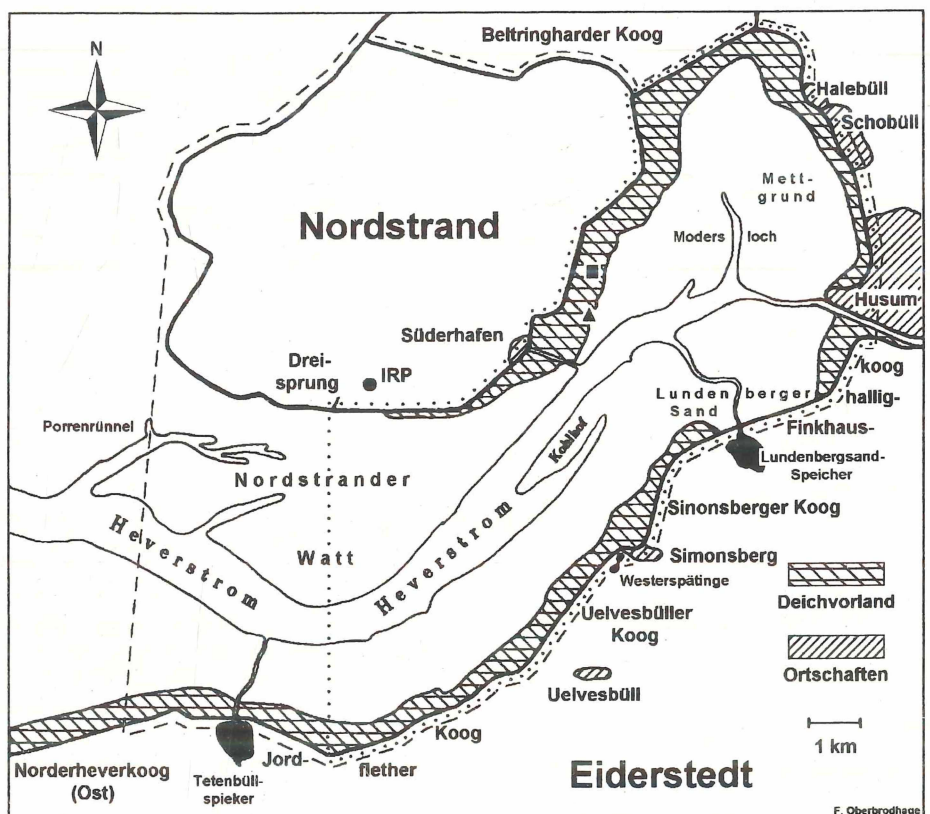 N
Beltringharder Koog
Halebüll
Schobüll
Mett-
grund
Nordstrand
Moders loch
Husum
Süderhafen
Drei-
sprung
IRP
koog
hallig-
Lunden berger
Sand
Finkhaus-
Porrenrünnel
Kohlhof
Lundenbergsand-
Speicher
Nordstrander
Heverstrom
Watt
Heverstrom
Sinonsberger Koog
Simonsberg
Westerspätinge
Deichvorland
Uelvesbüller
Koog
Ortschaften
Uelvesbüll
1 km
Koog
Jord-
flether
Norderheverkoog
(Ost)
Tetenbüll-
spieker
Eiderstedt
F. Oberbrodhage